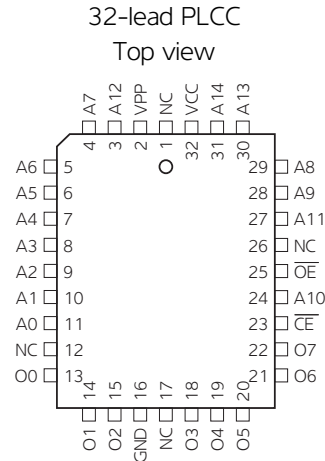 32-lead PLCC
Top view
A7 A12 VPP NC VCC A14 A13
4 3 2 1 32 31 30
A6 5 29 A8
A5 6 28 A9
A4 7 27 A11
A3 8 26 NC
A2 9 25 OE
A1 10 24 A10
A0 11 23 CE
NC 12 22 O7
O0 13 21 O6
14 15 16 17 18 19 20
O1 O2 GND NC O3 O4 O5